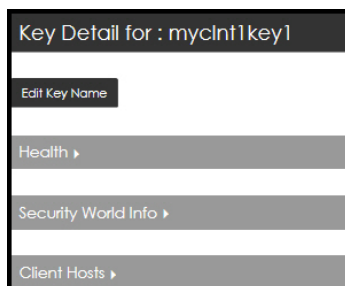 Key Detail for : myclnt1key1
Edit Key Name
Health
Security World Info
Client Hosts